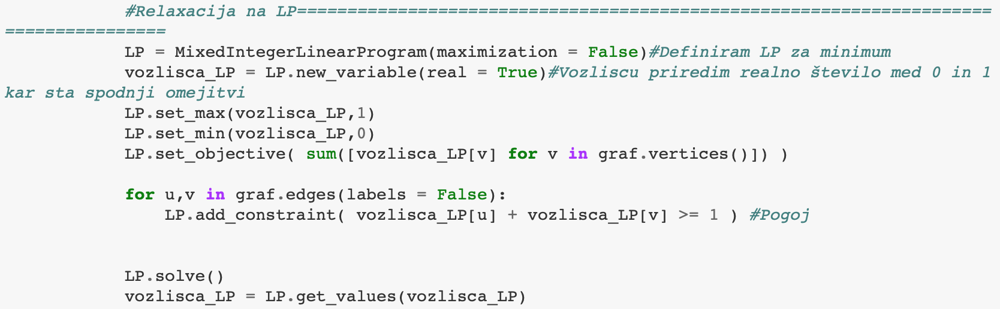 #Relaxacija na LP=====================================================================
================
LP = MixedIntegerLinearProgram(maximization = False)#Definiram LP za minimum
vozlisca_LP = LP.new_variable(real = True)#Vozliscu priredim realno število med 0 in 1
kar sta spodnji omejitvi
LP.set_max(vozlisca_LP,1)
LP.set_min(vozlisca_LP,0)
LP.set_objective( sum([vozlisca_LP[v] for v in graf.vertices()]) )
for u,v in graf.edges(labels = False):
LP.add_constraint( vozlisca_LP[u] + vozlisca_LP[v] >= 1 ) #Pogoj
LP.solve()
vozlisca_LP = LP.get_values(vozlisca_LP)